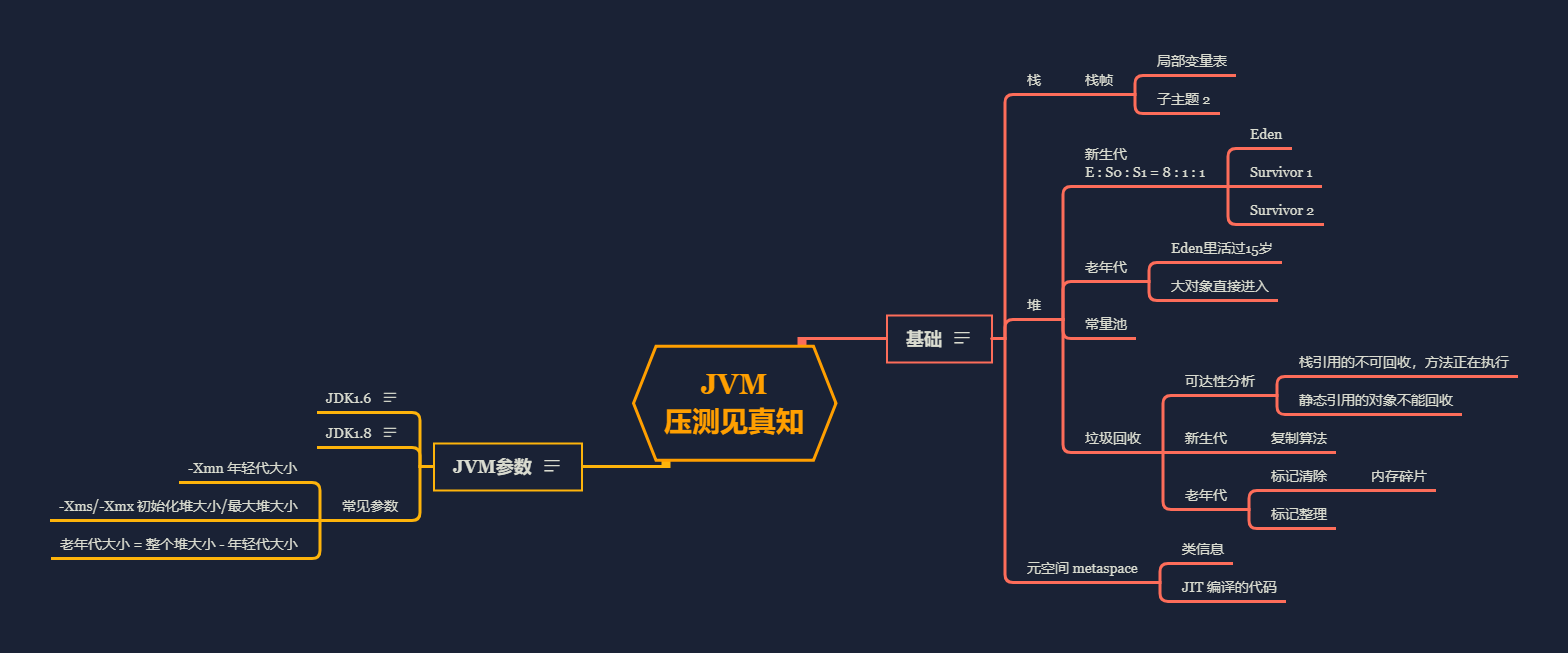 JVM
压测见真知
基础
栈
栈帧
局部变量表
子主题 2
堆
新生代
E : S0 : S1 = 8 : 1 : 1
Eden
Survivor 1
Survivor 2
老年代
Eden里活过15岁
大对象直接进入
常量池
垃圾回收
可达性分析
栈引用的不可回收，方法正在执行
静态引用的对象不能回收
新生代
复制算法
老年代
标记清除
内存碎片
标记整理
元空间 metaspace
类信息
JIT 编译的代码
JVM参数
JDK1.6
JDK1.8
常见参数
-Xmn 年轻代大小
-Xms/-Xmx 初始化堆大小/最大堆大小
老年代大小 = 整个堆大小 - 年轻代大小